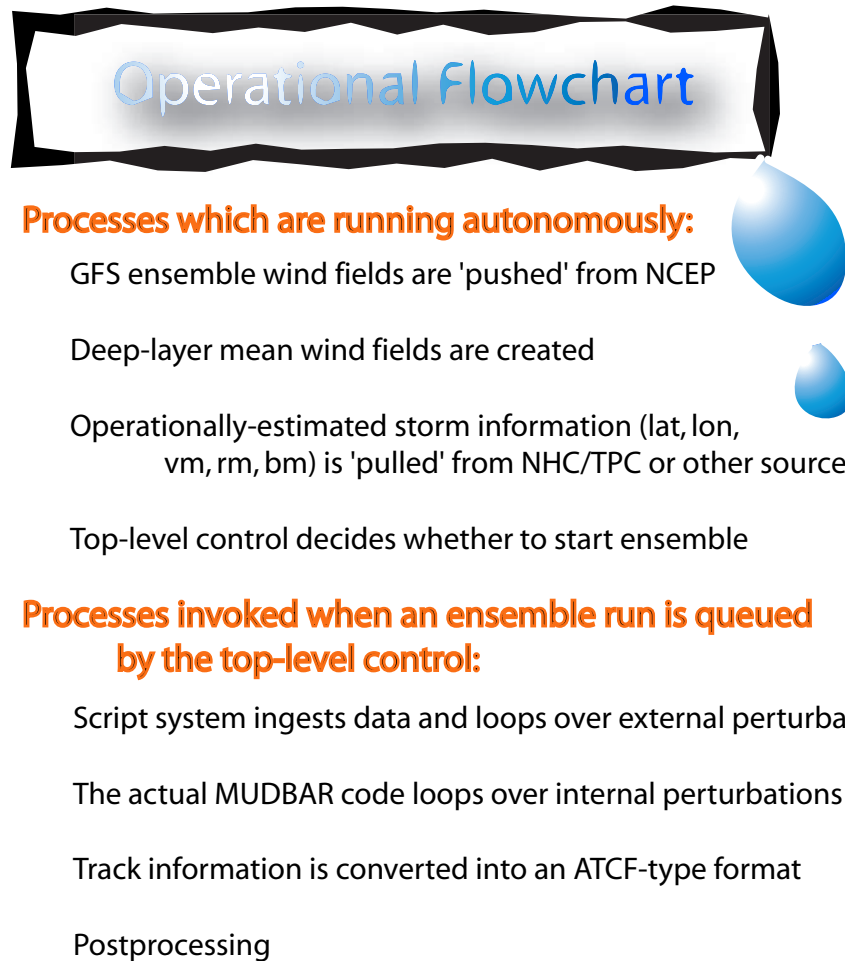 Operational Flowchart
Processes which are running autonomously:
GFS ensemble wind fields are 'pushed' from NCEP
Deep-layer mean wind fields are created
Operationally-estimated storm information (lat, lon,
vm, rm, bm) is 'pulled' from NHC/TPC or other source
Top-level control decides whether to start ensemble
Processes invoked when an ensemble run is queued
by the top-level control:
Script system ingests data and loops over external perturba
The actual MUDBAR code loops over internal perturbations
Track information is converted into an ATCF-type format
Postprocessing